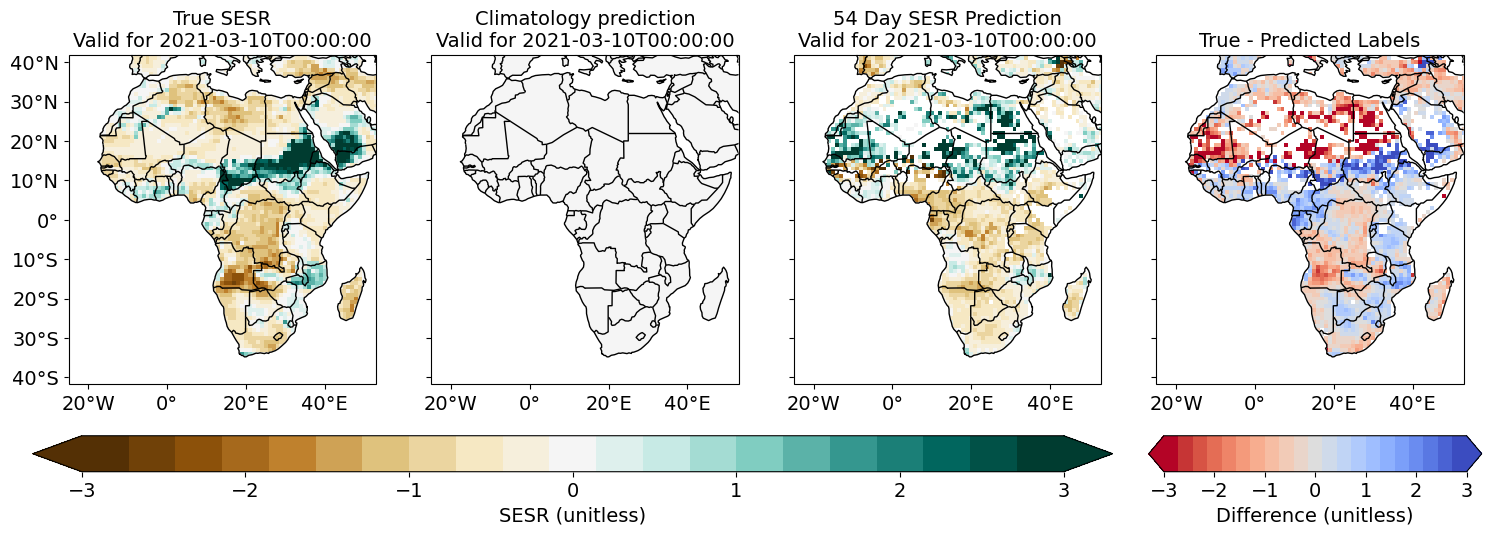 True SESR
Valid for 2021-03-10T00:00:00
Climatology prediction
Valid for 2021-03-10T00:00:00
54 Day SESR Prediction
Valid for 2021-03-10T00:00:00
True - Predicted Labels
40°N
30°N
20°N
10°N
0°
10°S
20°S
30°S
40°S
20°W 0° 20°E 40°E
20°W 0° 20°E 40°E
20°W 0° 20°E 40°E
20°W 0° 20°E 40°E
−3 −2 −1 0 1 2 3
SESR (unitless)
−3 −2 −1 0 1 2 3
Difference (unitless)